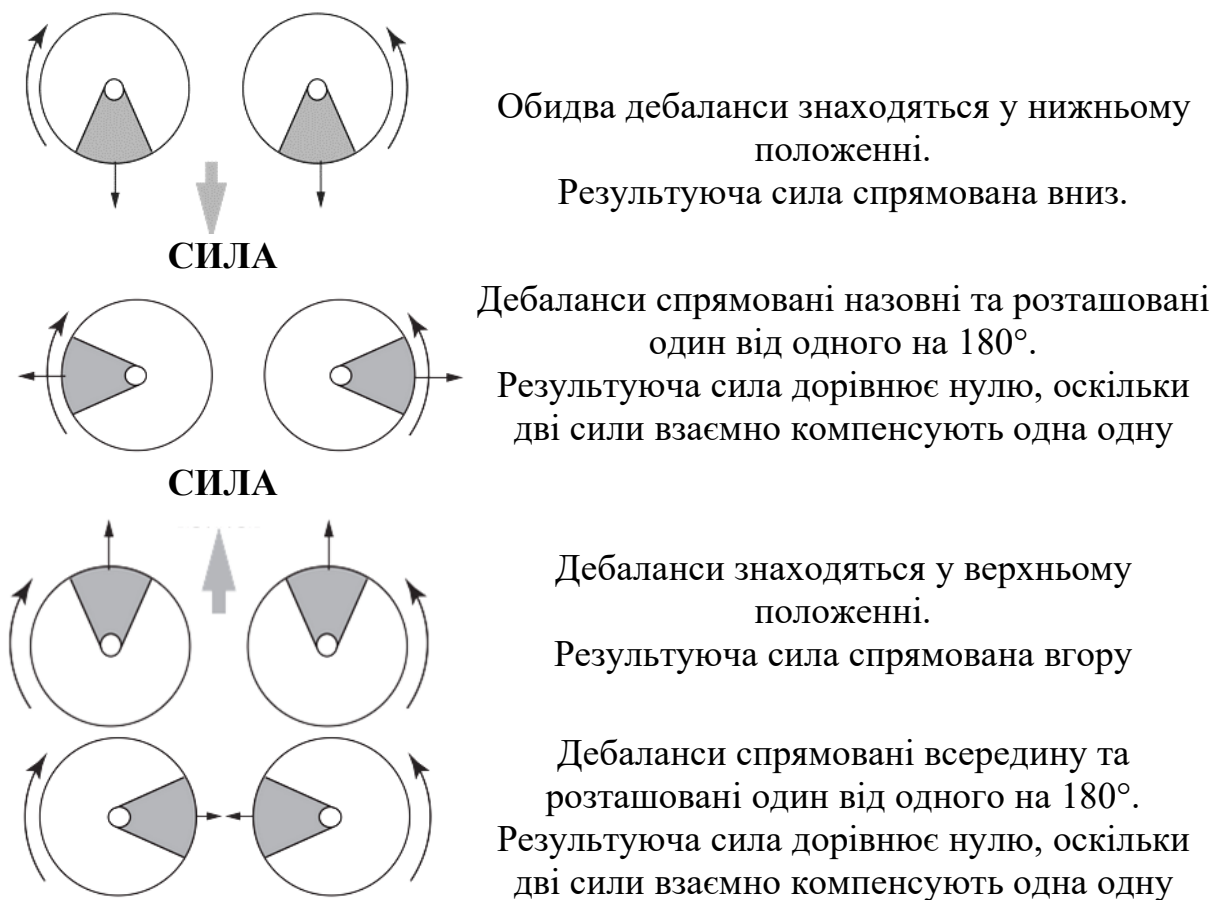 Обидва дебаланси знаходяться у нижньому
положенні.
Результуюча сила спрямована вниз.
СИЛА
Дебаланси спрямовані назовні та розташовані
один від одного на 180°.
Результуюча сила дорівнює нулю, оскільки
дві сили взаємно компенсують одна одну
СИЛА
Дебаланси знаходяться у верхньому
положенні.
Результуюча сила спрямована вгору
Дебаланси спрямовані всередину та
розташовані один від одного на 180°.
Результуюча сила дорівнює нулю, оскільки
дві сили взаємно компенсують одна одну